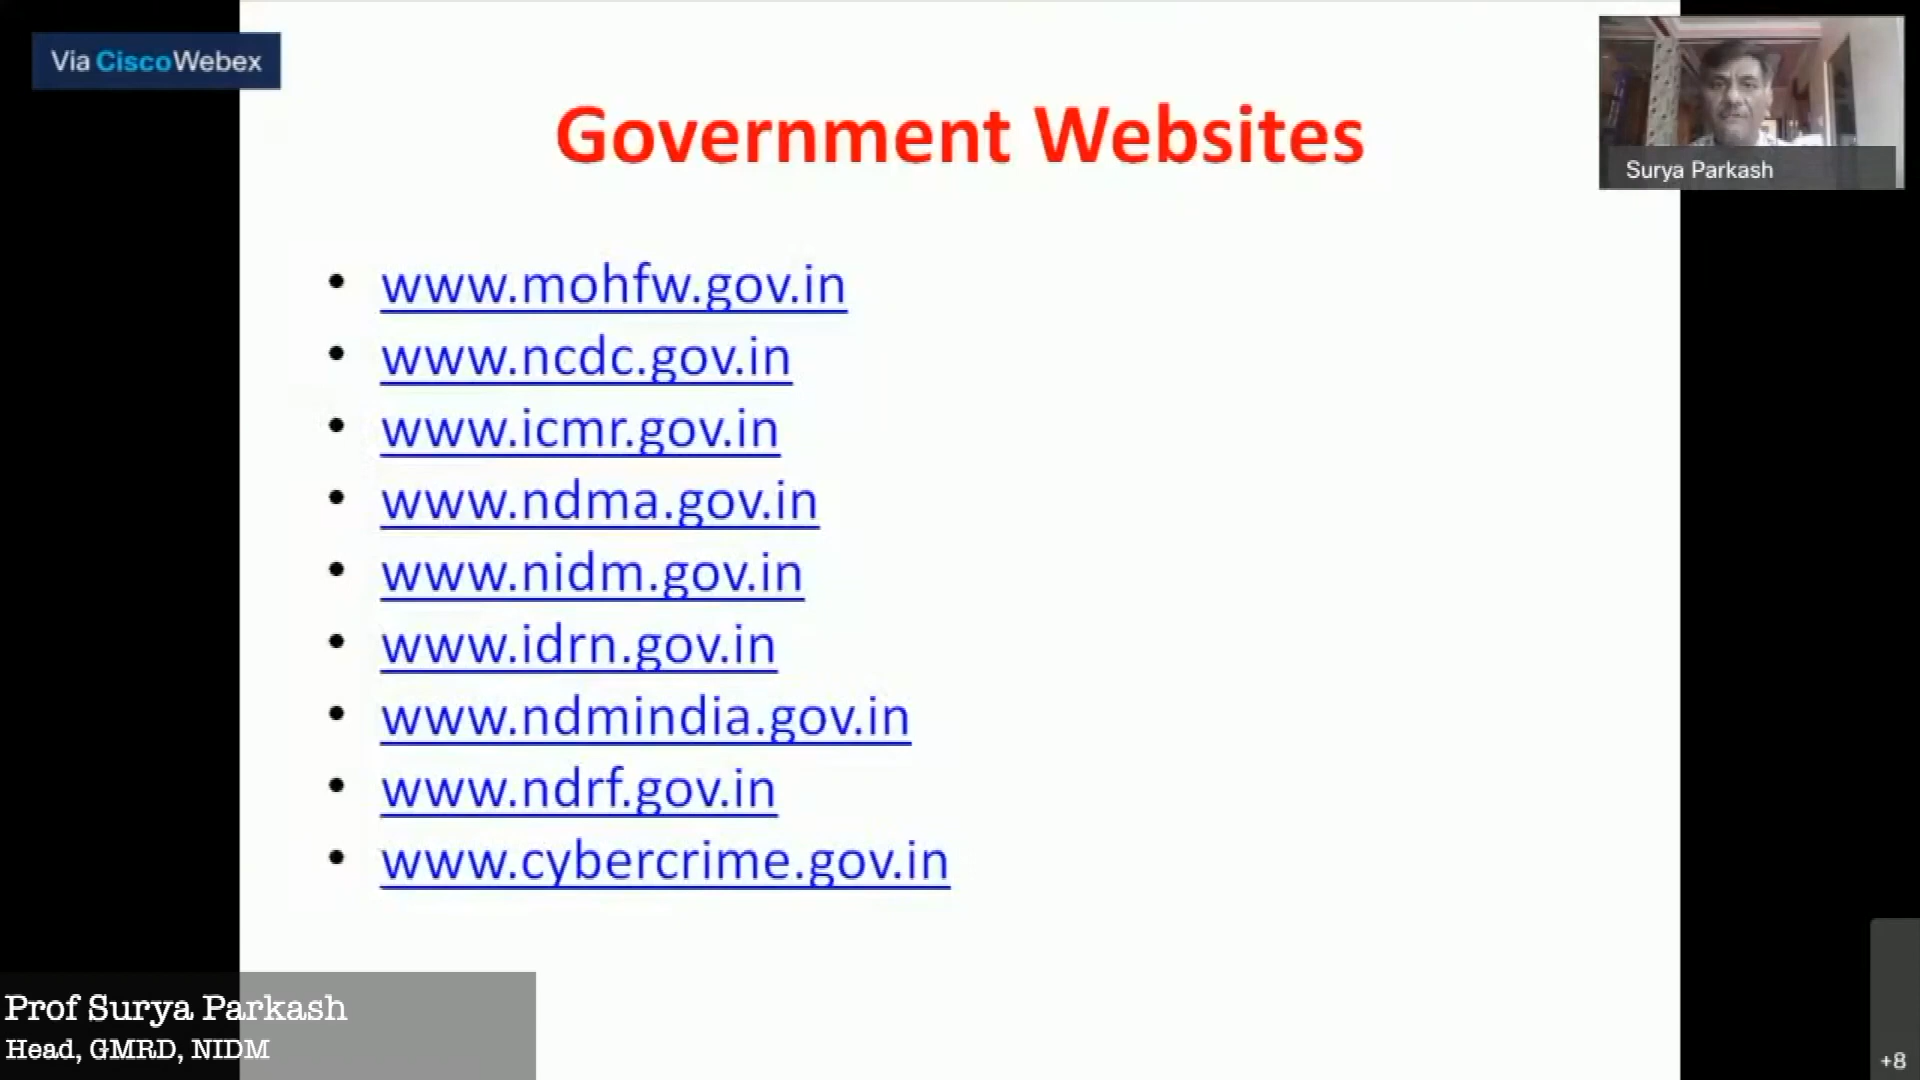 Via CiscoWebex
Government Websites
Surya Parkash
• www.mohfw.gov.in
• www.ncdc.gov.in
• www.icmr.gov.in
• www.ndma.gov.in
• www.nidm.gov.in
• www.idrn.gov.in
• www.ndmindia.gov.in
• www.ndrf.gov.in
• www.cybercrime.gov.in
Prof Surya Parkash
Head, GMRD, NIDM
+8